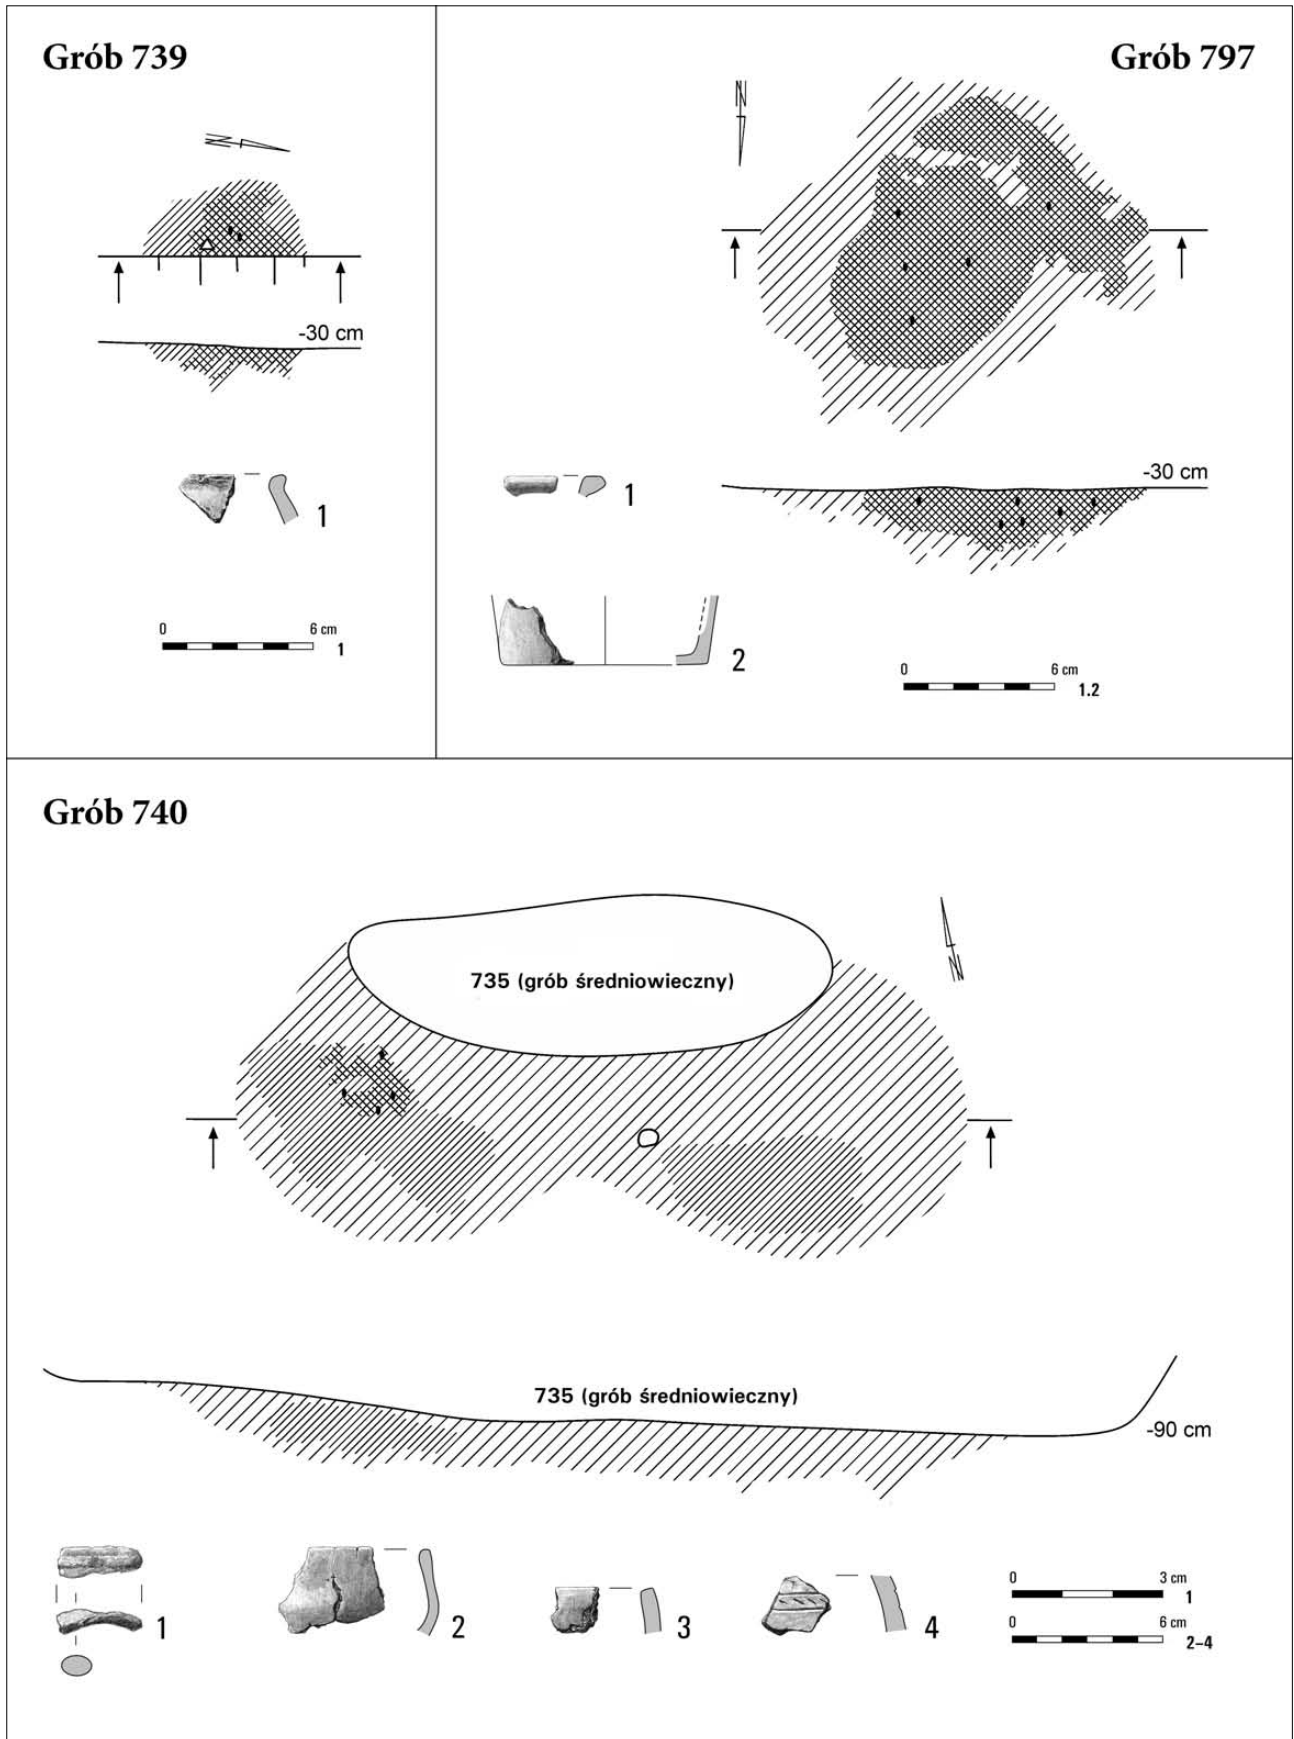 Grób 739
N
-30 cm
1
0 6 cm
1
Grób 797
N
-30 cm
1
2
0 6 cm
1.2
Grób 740
735 (grób średniowieczny)
N
735 (grób średniowieczny)
-90 cm
1
2
3
4
0 3 cm
1
0 6 cm
2–4